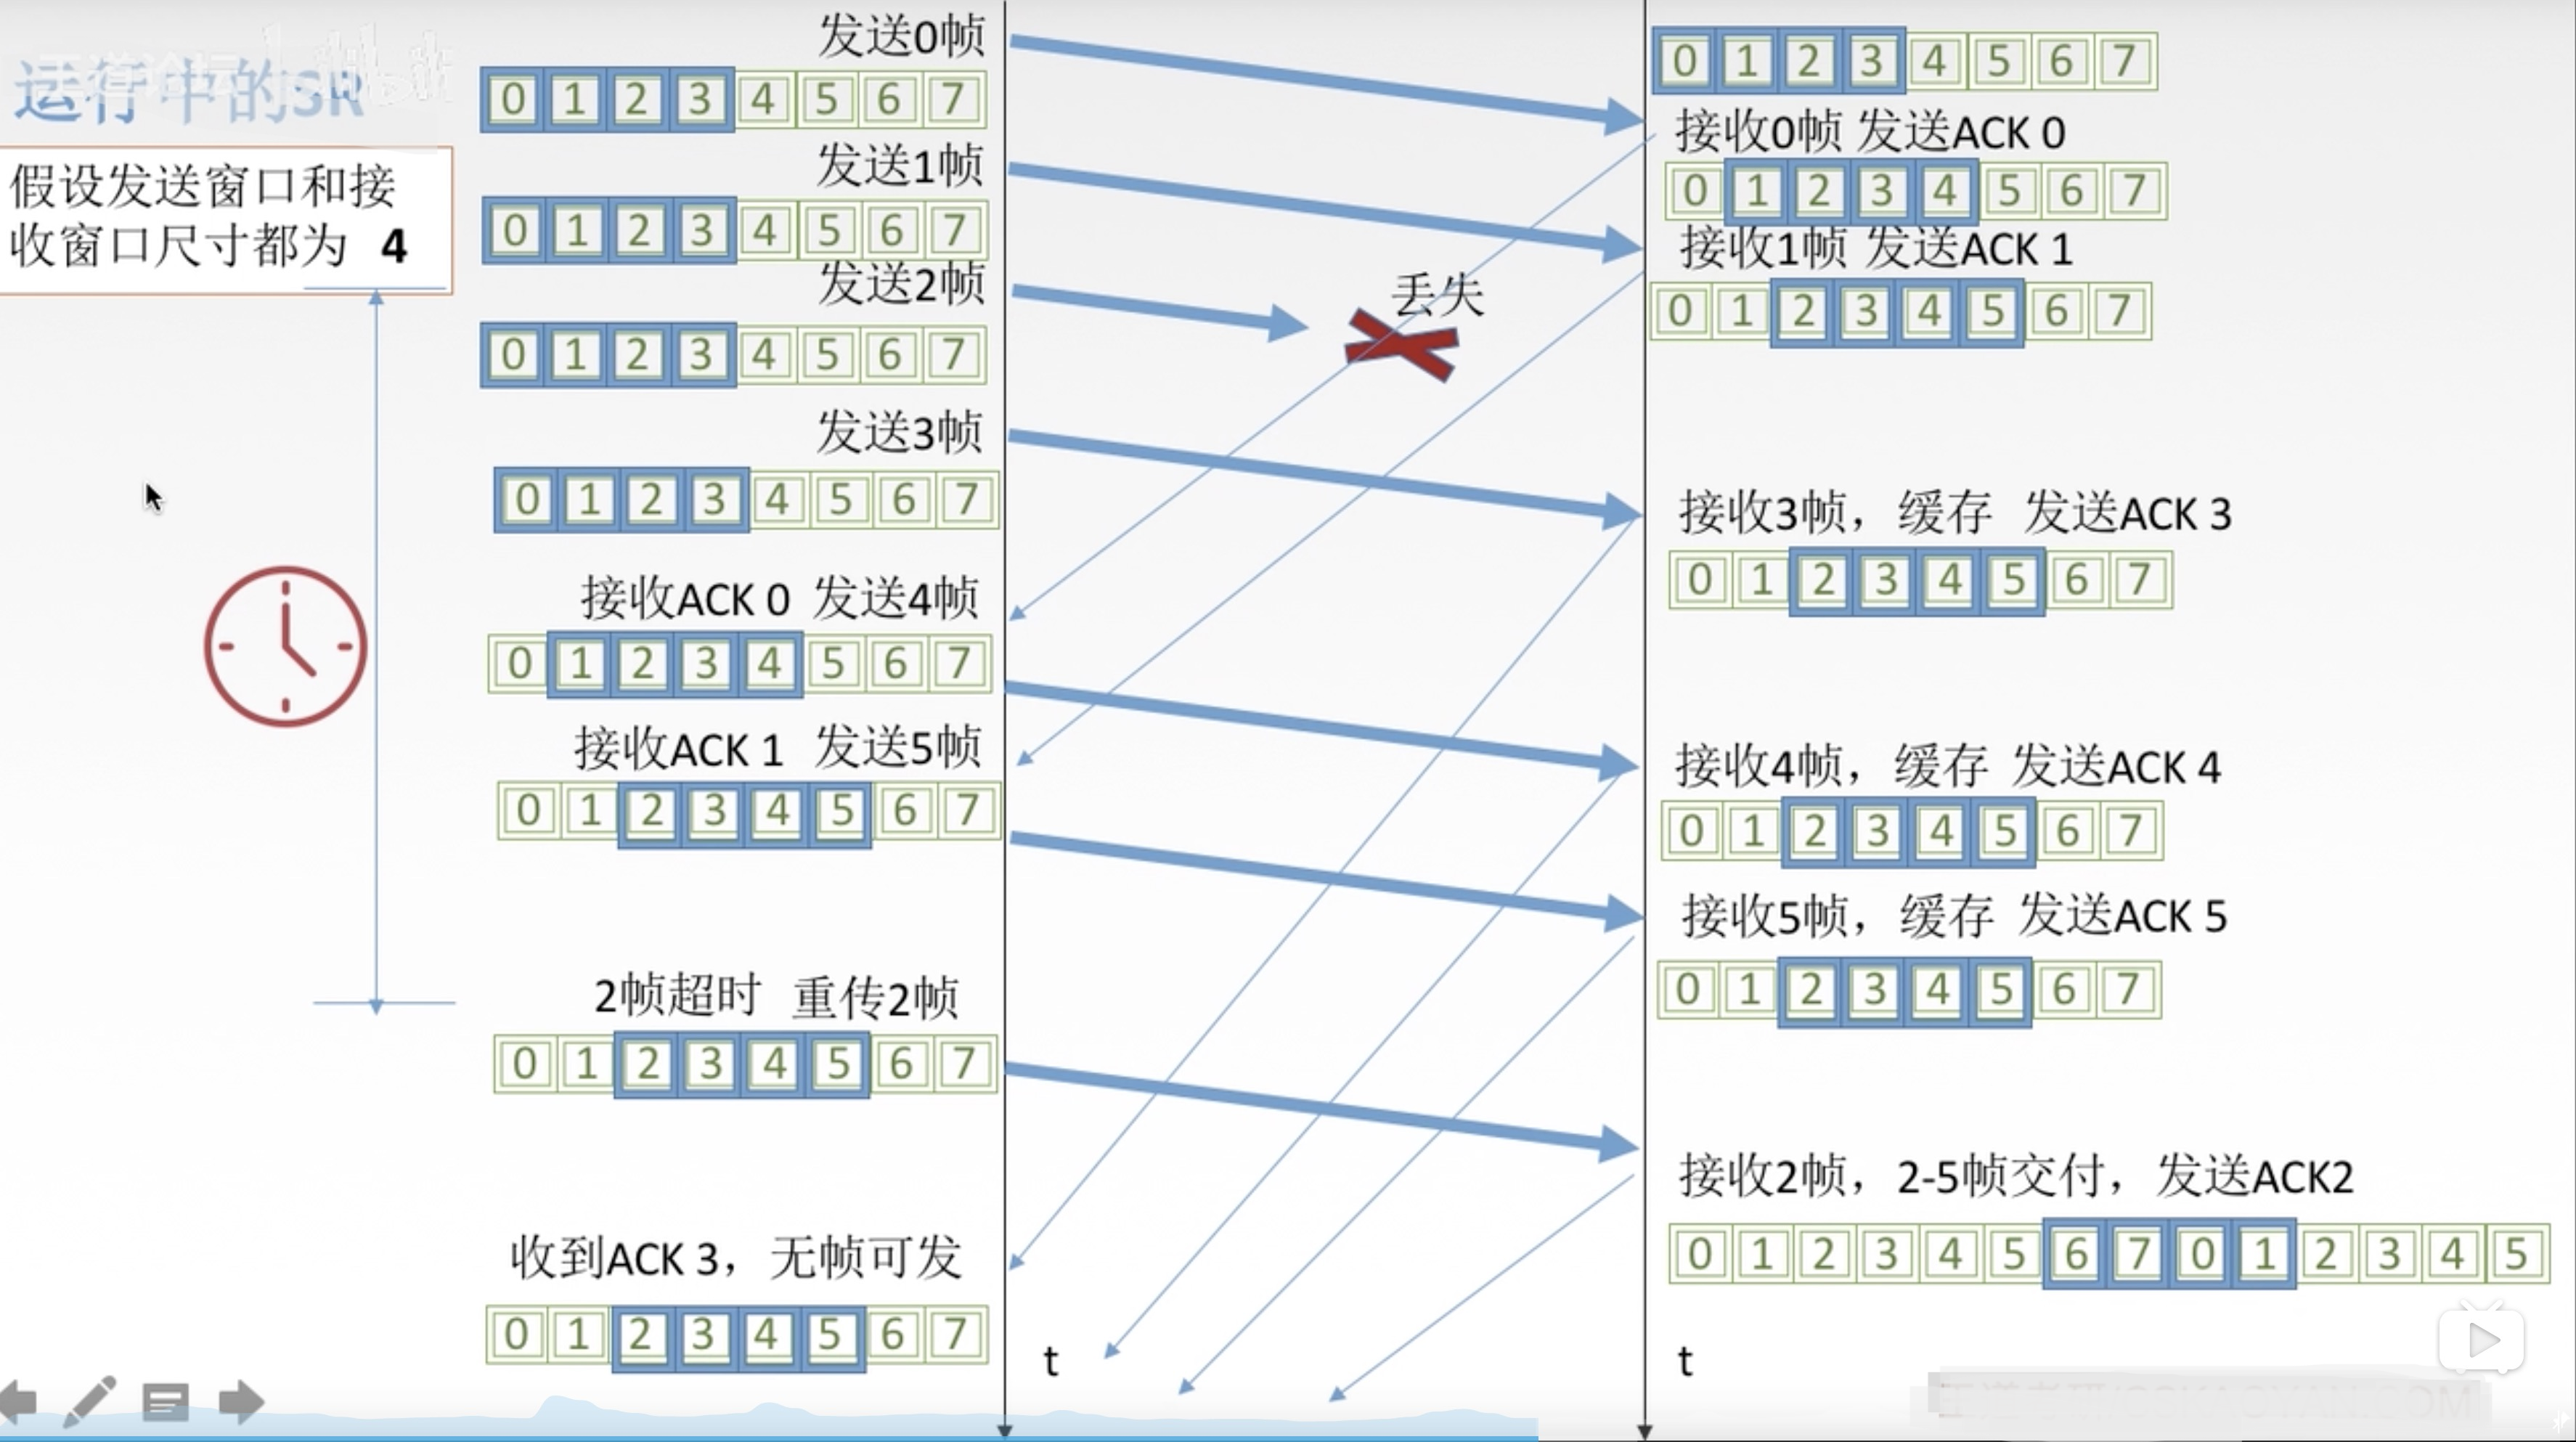 运行中的SR
假设发送窗口和接
收窗口尺寸都为 4
发送0帧
0 1 2 3 4 5 6 7
发送1帧
0 1 2 3 4 5 6 7
发送2帧
0 1 2 3 4 5 6 7
发送3帧
0 1 2 3 4 5 6 7
接收ACK 0 发送4帧
0 1 2 3 4 5 6 7
接收ACK 1 发送5帧
0 1 2 3 4 5 6 7
2帧超时 重传2帧
0 1 2 3 4 5 6 7
收到ACK 3，无帧可发
0 1 2 3 4 5 6 7
丢失
t
0 1 2 3 4 5 6 7
接收0帧 发送ACK 0
0 1 2 3 4 5 6 7
接收1帧 发送ACK 1
0 1 2 3 4 5 6 7
接收3帧，缓存 发送ACK 3
0 1 2 3 4 5 6 7
接收4帧，缓存 发送ACK 4
0 1 2 3 4 5 6 7
接收5帧，缓存 发送ACK 5
0 1 2 3 4 5 6 7
接收2帧，2-5帧交付，发送ACK2
0 1 2 3 4 5 6 7 0 1 2 3 4 5
t